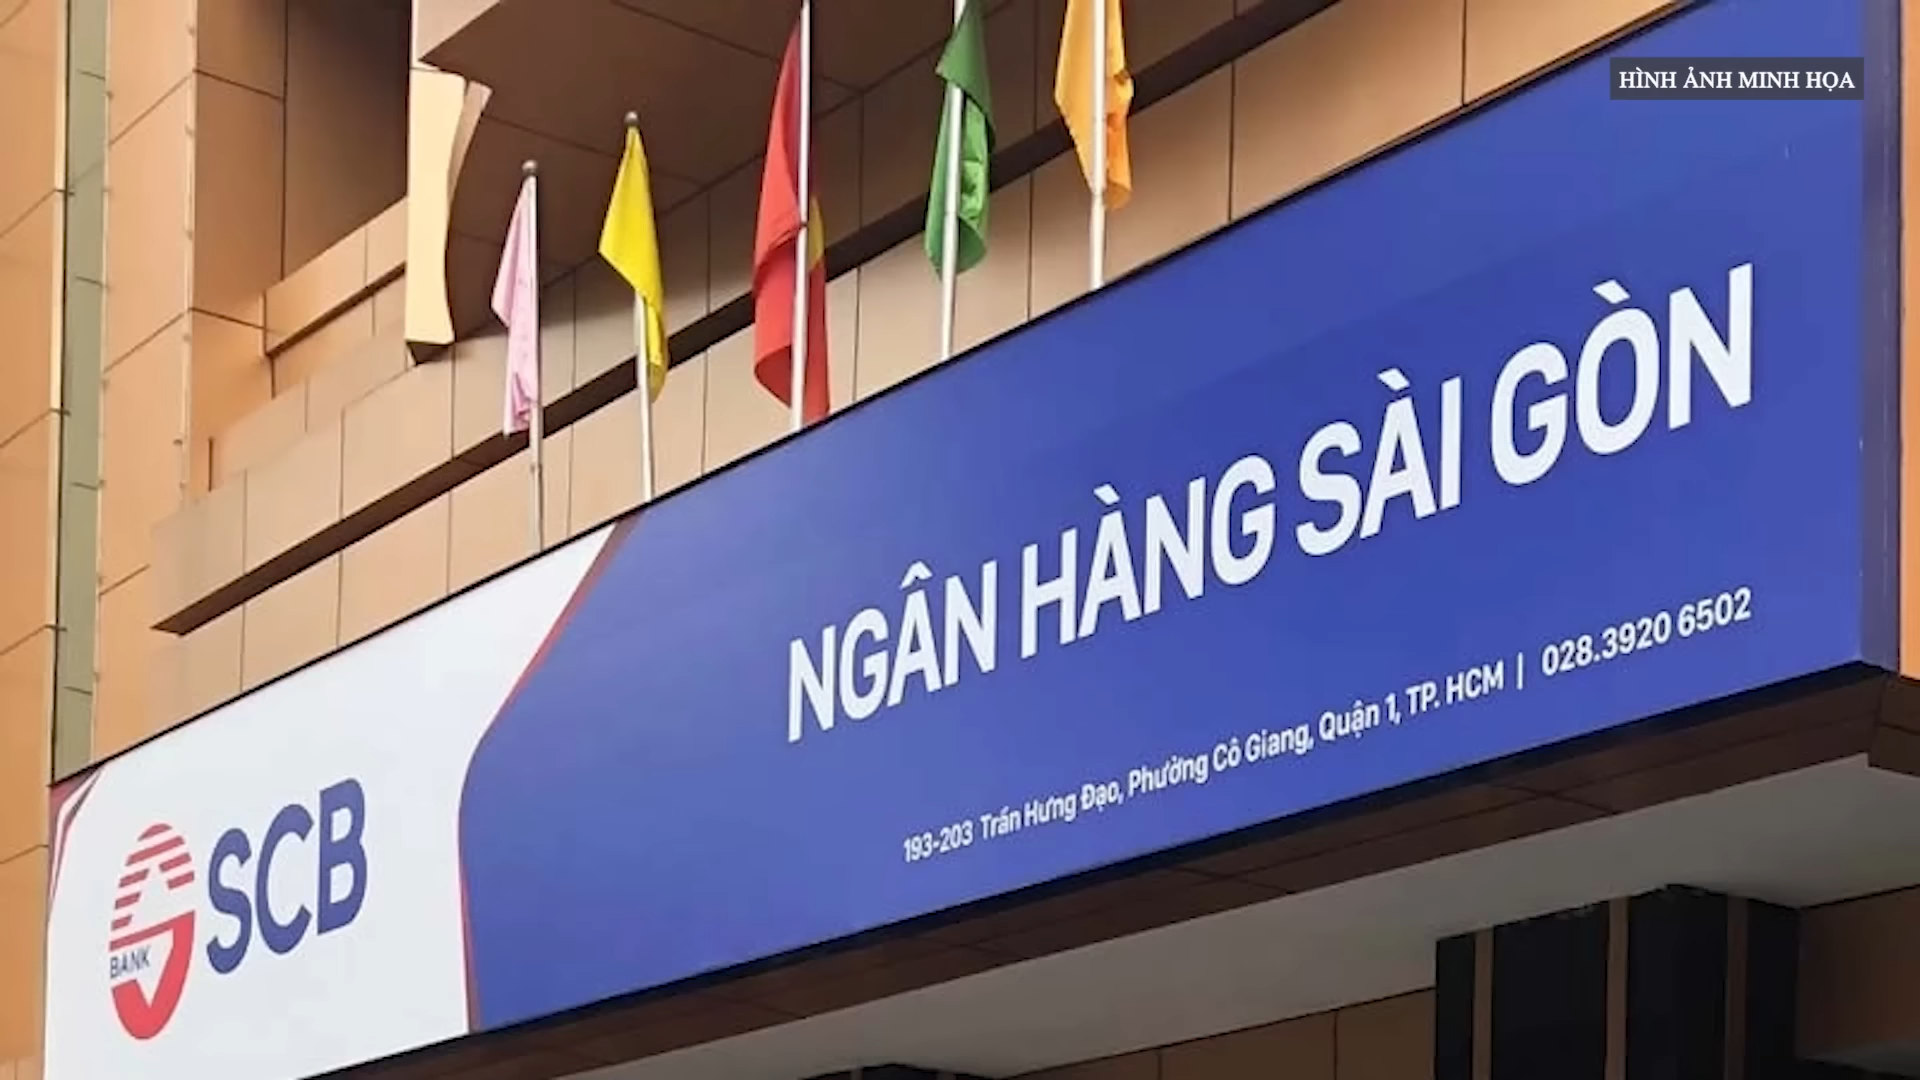 HÌNH ẢNH MINH HỌA
NGÂN HÀNG SÀI GÒN
193-203 Trần Hưng Đạo, Phường Cô Giang, Quận 1, TP. HCM | 028.3920 6502
SCB
BANK